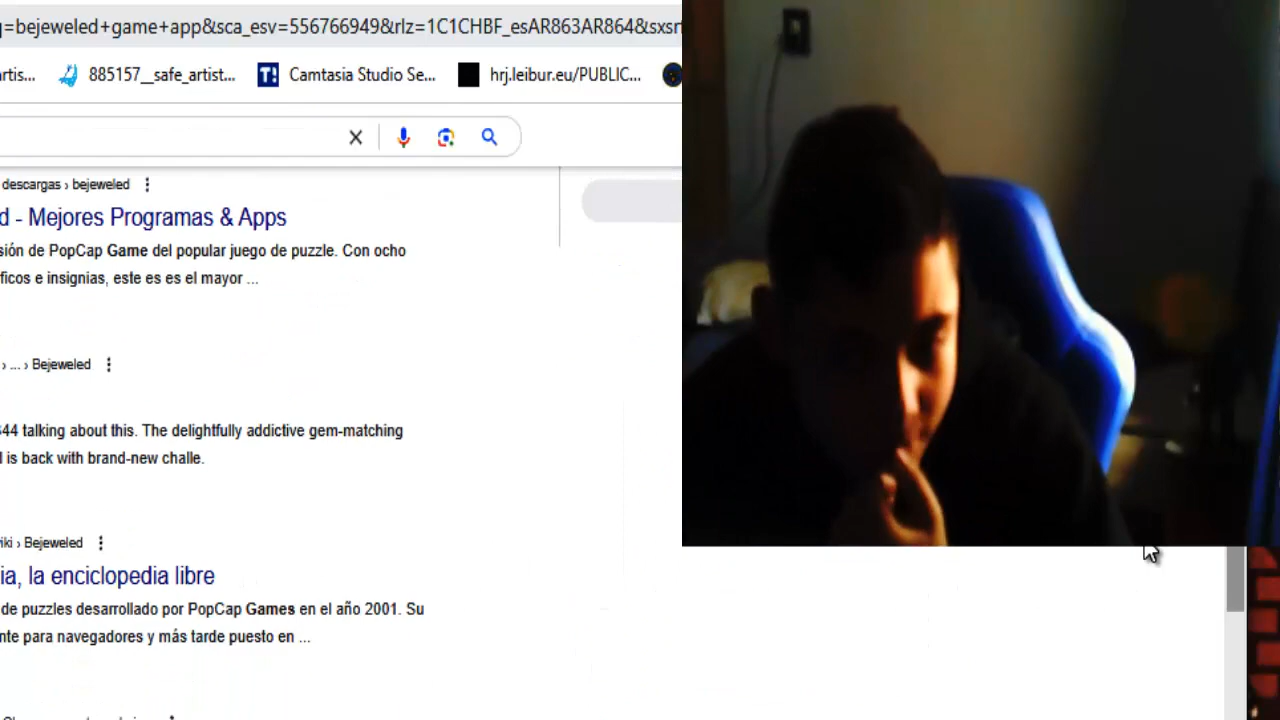 =bejeweled+game+app&sca_esv=556766949&rlz=1C1CHBF_esAR863AR864&sxsr
artis... 885157__safe_artist... Camtasia Studio Se... hrj.leibur.eu/PUBLIC...
descargas › bejeweled
d - Mejores Programas & Apps
sión de PopCap Game del popular juego de puzzle. Con ocho
ficos e insignias, este es es el mayor ...
› ... › Bejeweled
44 talking about this. The delightfully addictive gem-matching
l is back with brand-new challe.
iki › Bejeweled
ia, la enciclopedia libre
de puzzles desarrollado por PopCap Games en el año 2001. Su
nte para navegadores y más tarde puesto en ...